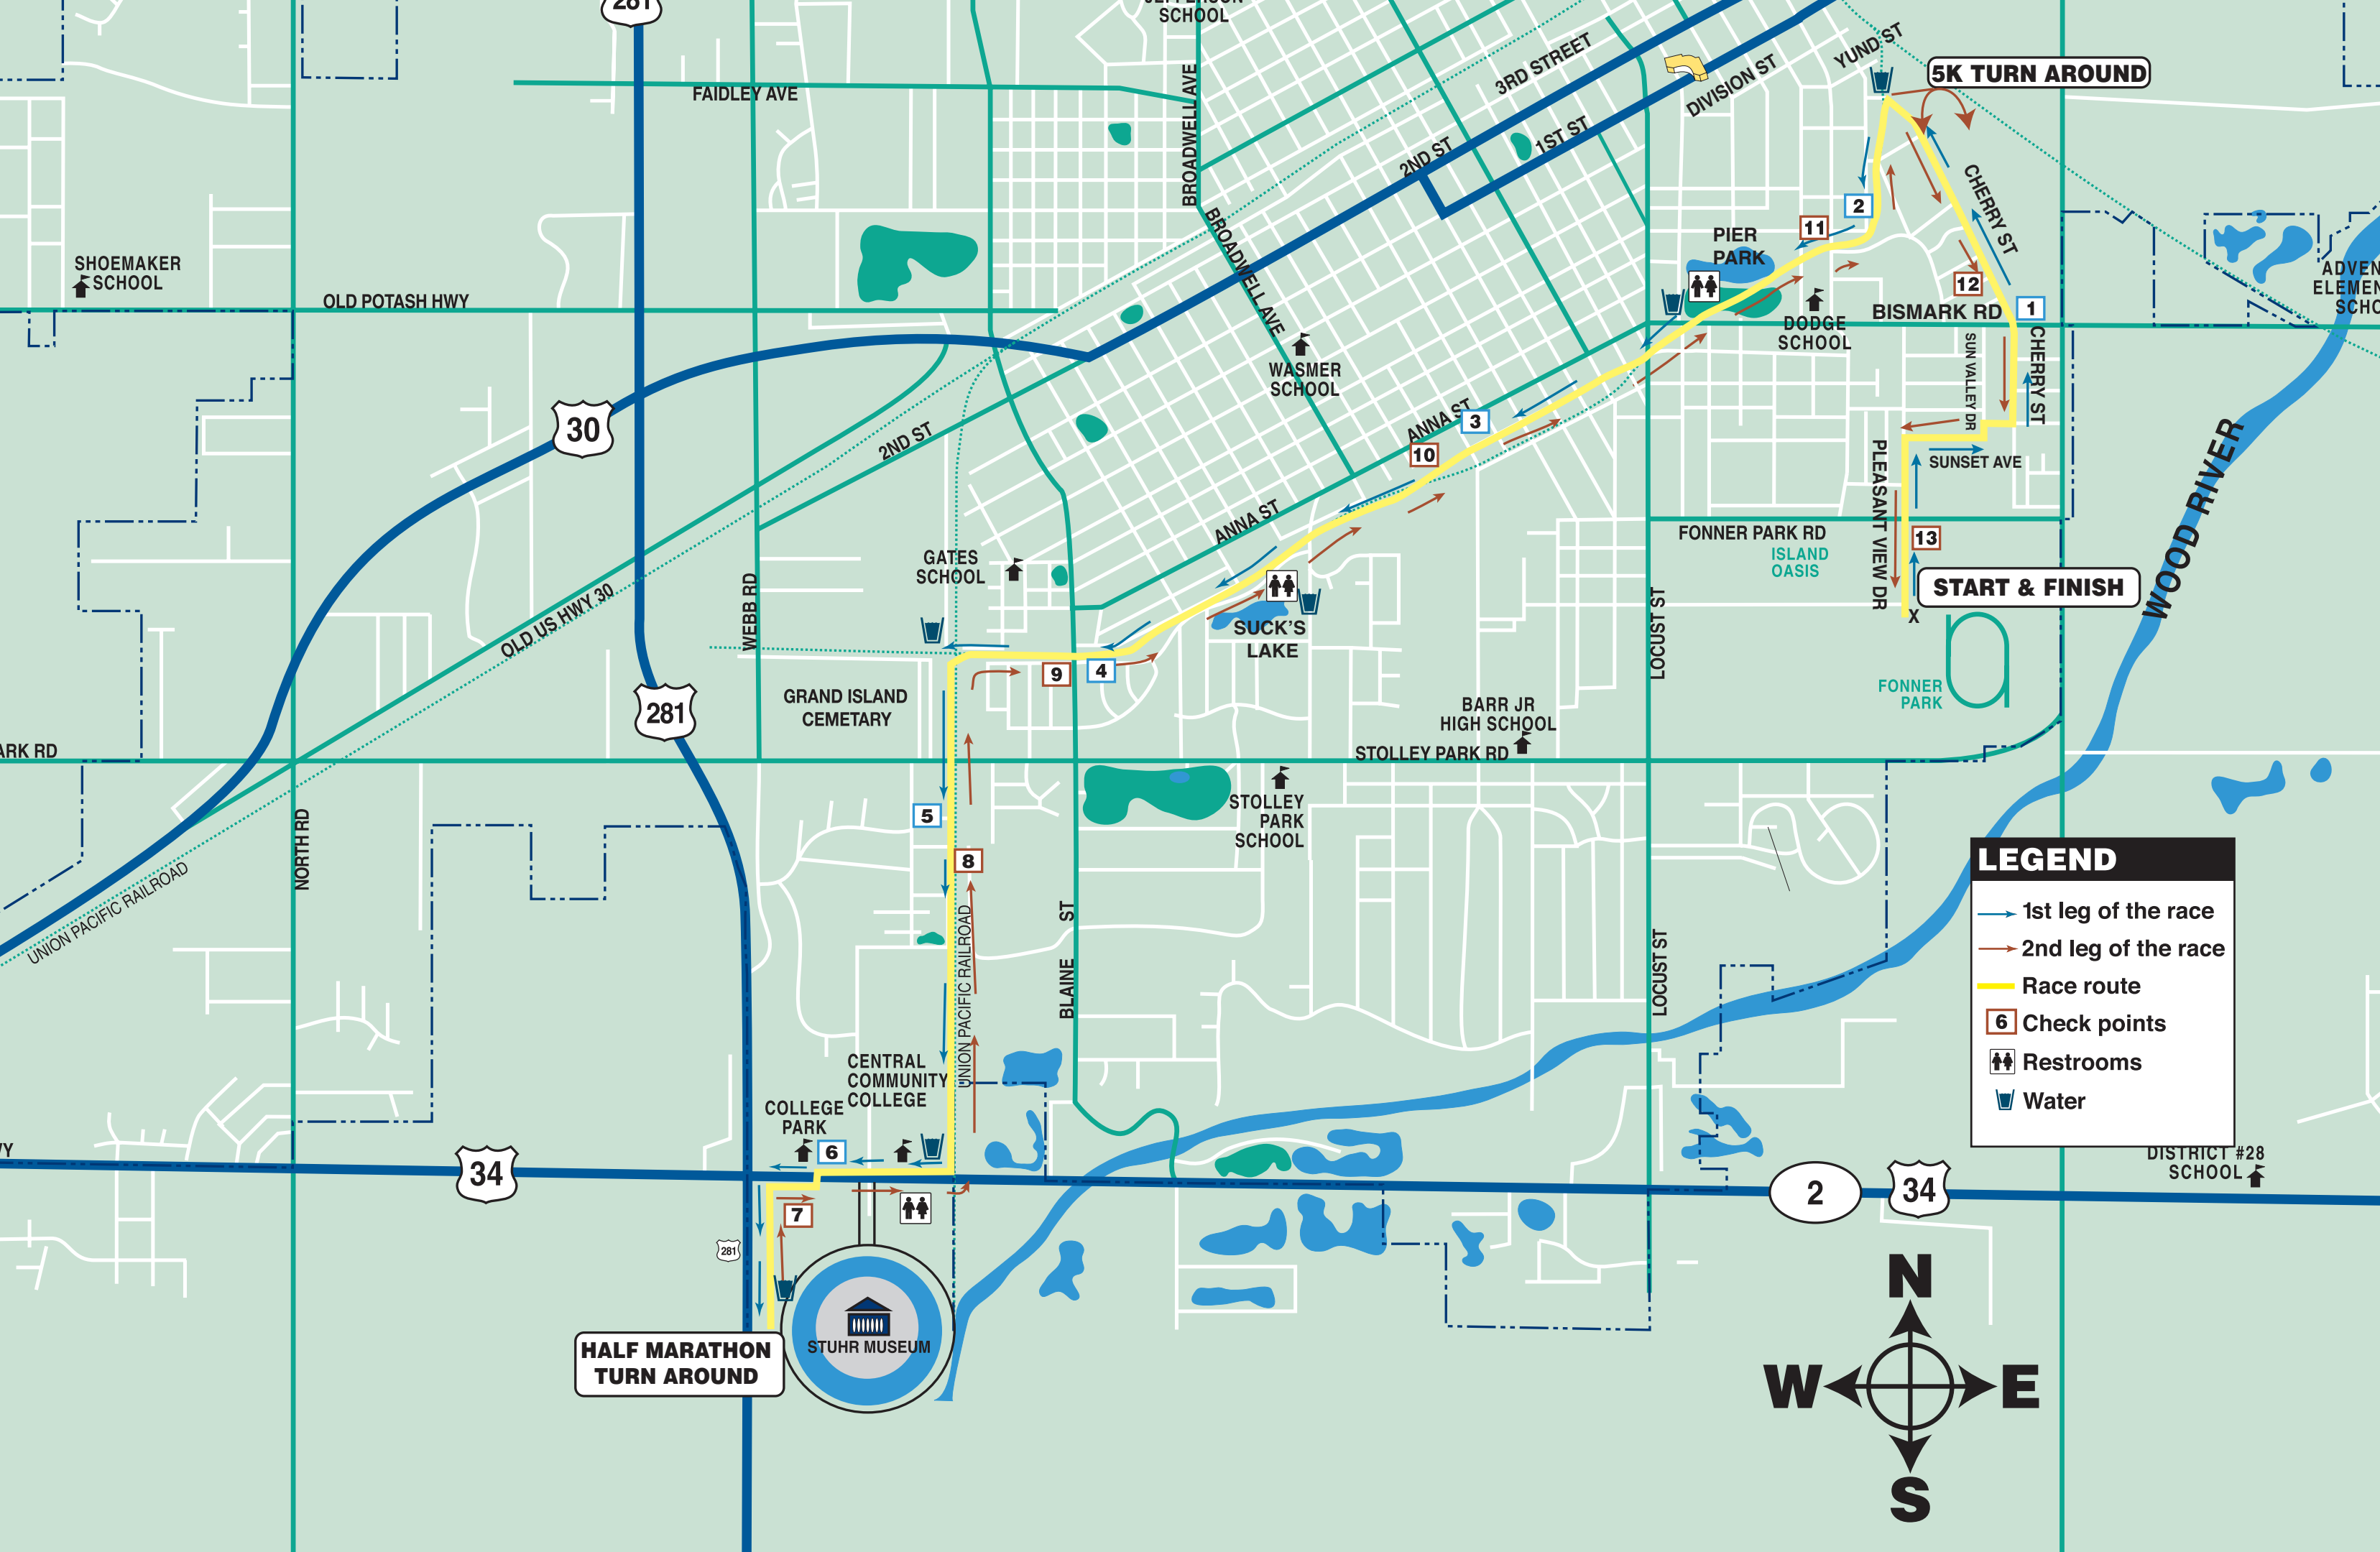 281
JEFFERSON
SCHOOL
YUND ST
5K TURN AROUND
3RD STREET
DIVISION ST
FAIDLEY AVE
BROADWELL AVE
2ND ST
1ST ST
CHERRY ST
2
11
PIER
PARK
SHOEMAKER
SCHOOL
OLD POTASH HWY
BROADWELL AVE
12
1
BISMARK RD
DODGE
SCHOOL
ADVEN
ELEMEN
SCHO
WASMER
SCHOOL
SUN VALLEY DR
CHERRY ST
30
2ND ST
ANNA ST
3
10
SUNSET AVE
PLEASANT VIEW DR
WOOD RIVER
ANNA ST
FONNER PARK RD
13
ISLAND
OASIS
GATES
SCHOOL
WEBB RD
OLD US HWY 30
START & FINISH
X
LOCUST ST
SUCK'S
LAKE
9
4
GRAND ISLAND
CEMETARY
281
FONNER
PARK
BARR JR
HIGH SCHOOL
ARK RD
STOLLEY PARK RD
5
STOLLEY
PARK
SCHOOL
NORTH RD
8
UNION PACIFIC RAILROAD
UNION PACIFIC RAILROAD
BLAINE ST
LOCUST ST
LEGEND
1st leg of the race
2nd leg of the race
Race route
6 Check points
Restrooms
Water
CENTRAL
COMMUNITY
COLLEGE
COLLEGE
PARK
6
WY
34
DISTRICT #28
SCHOOL
2
34
7
281
STUHR MUSEUM
HALF MARATHON
TURN AROUND
N
W E
S